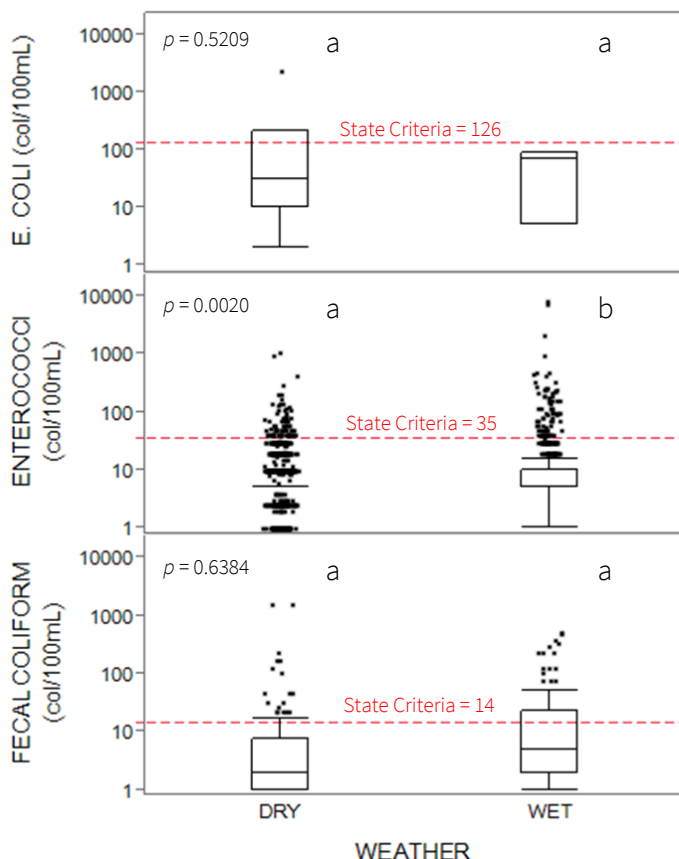 E. COLI (col/100mL)
10000
1000
100
10
1
p = 0.5209
a
a
State Criteria = 126
ENTEROCOCCI
(col/100mL)
10000
1000
100
10
1
p = 0.0020
a
b
State Criteria = 35
FECAL COLIFORM
(col/100mL)
10000
1000
100
10
1
p = 0.6384
a
a
State Criteria = 14
DRY
WET
WEATHER